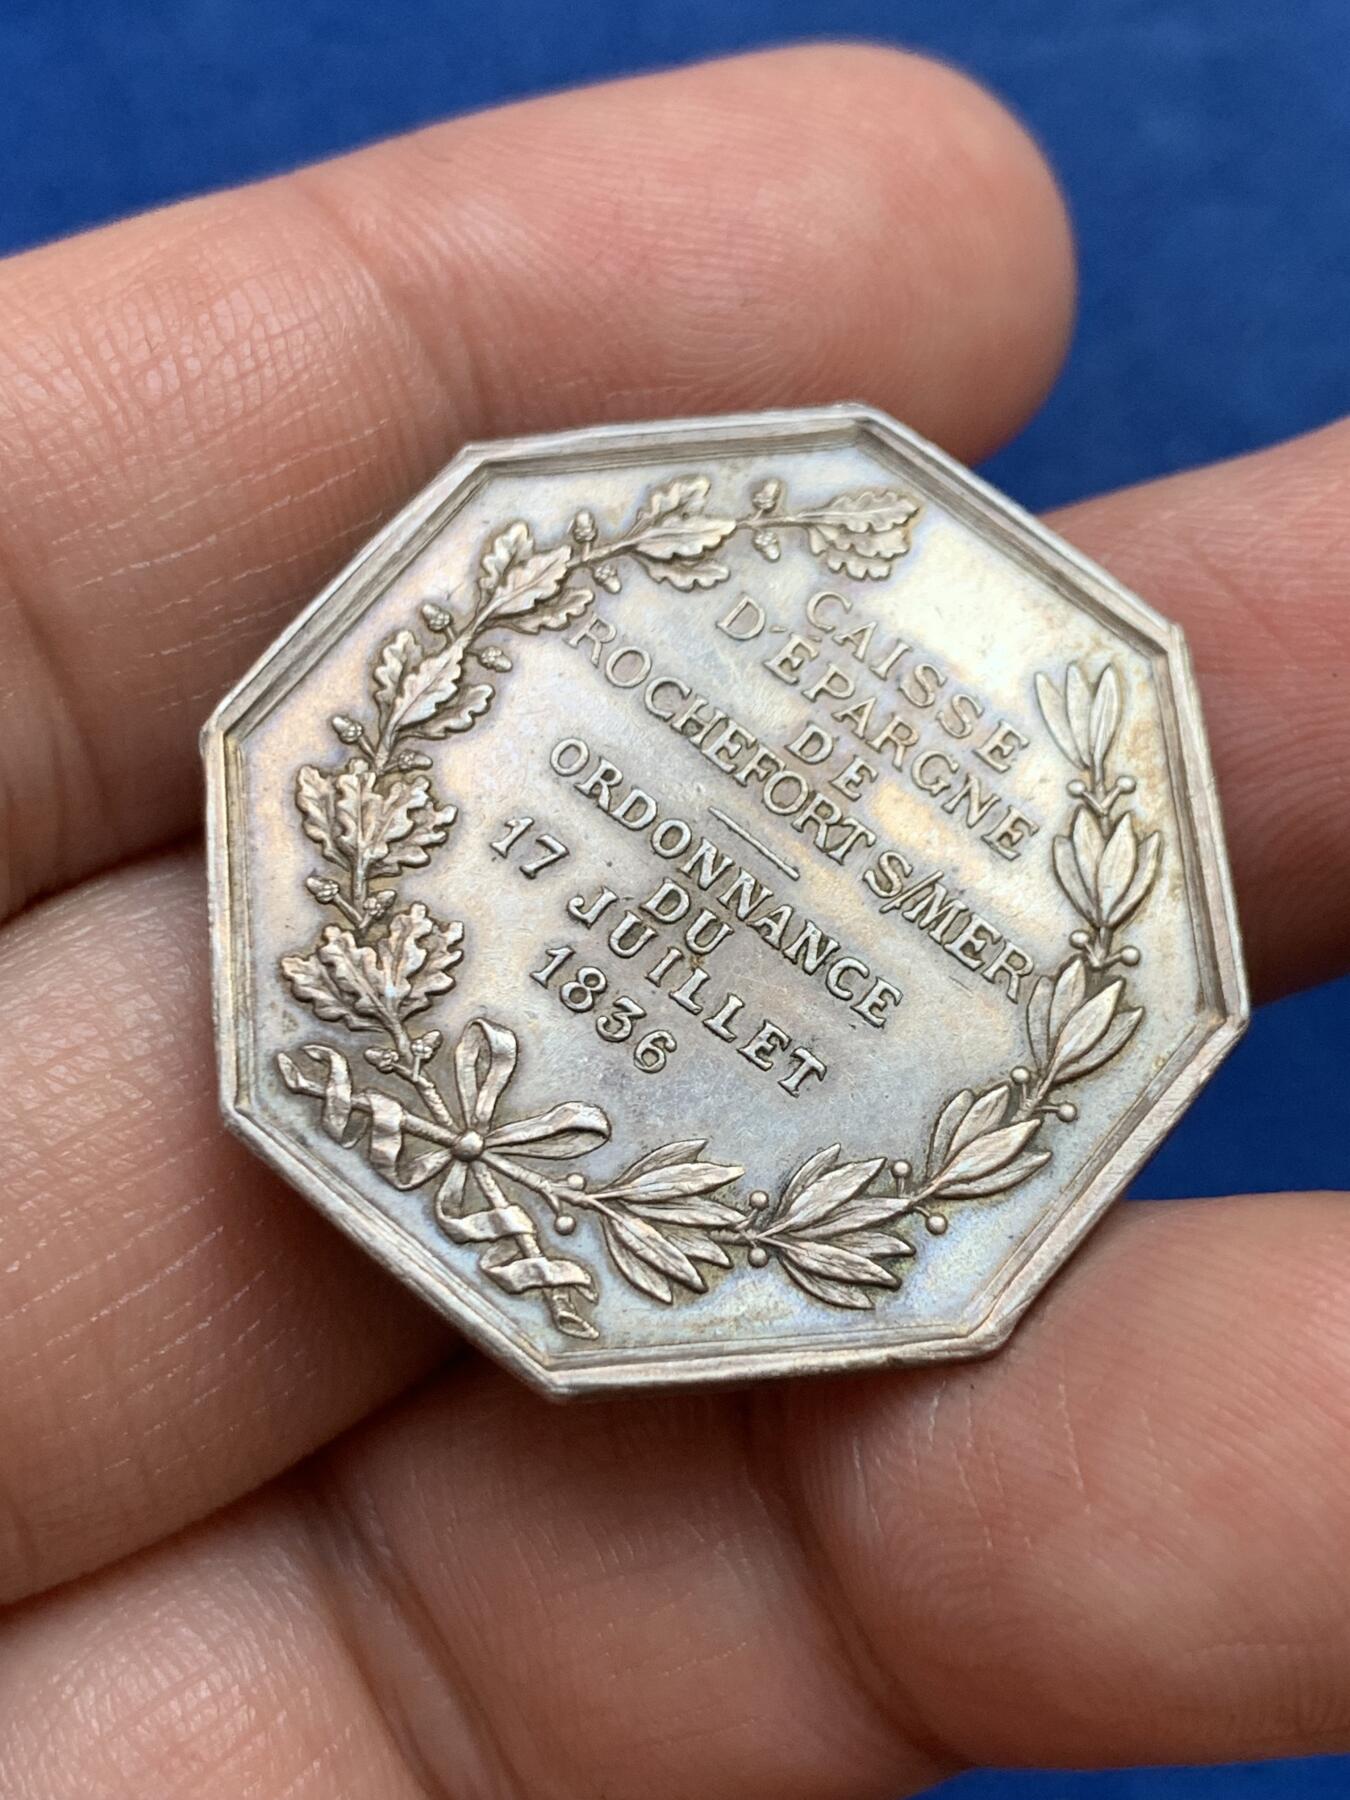 CAISSE
D'ÉPARGNE
DE
ROCHEFORT S/MER
ORDONNANCE
DU
17 JUILLET
1836